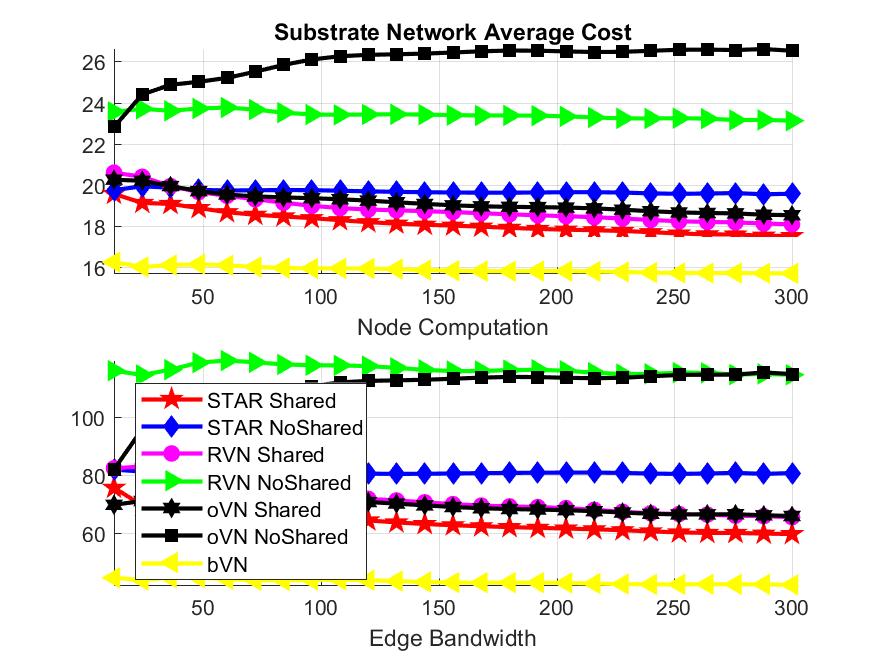 Substrate Network Average Cost
26
24
22
20
18
16
50 100 150 200 250 300
Node Computation
100
80
60
STAR Shared
STAR NoShared
RVN Shared
RVN NoShared
oVN Shared
oVN NoShared
bVN
50 100 150 200 250 300
Edge Bandwidth